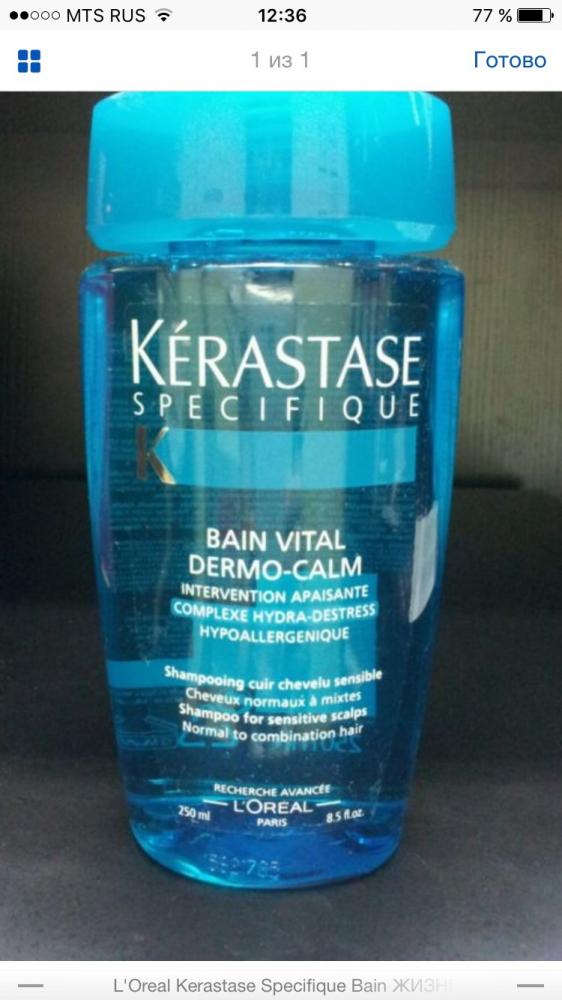 MTS RUS 12:36 77 %
1 из 1 Готово
KÉRASTASE
SPECIFIQUE
K
BAIN VITAL
DERMO-CALM
INTERVENTION APAISANTE
COMPLEXE HYDRA-DESTRESS
HYPOALLERGENIQUE
Shampooing cuir chevelu sensible
Cheveux normaux à mixtes
Shampoo for sensitive scalps
Normal to combination hair
RECHERCHE AVANCÉE
L'ORÉAL
250 ml PARIS 8.5 fl.oz.
L'Oreal Kerastase Specifique Bain ЖИЗН